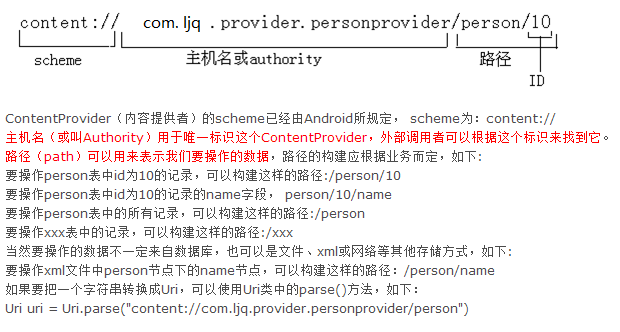 content:// com.ljq.provider.personprovider/person/10
scheme 主机名或authority 路径
ID
ContentProvider（内容提供者）的scheme已经由Android所规定， scheme为：content://
主机名（或叫Authority）用于唯一标识这个ContentProvider，外部调用者可以根据这个标识来找到它。
路径（path）可以用来表示我们要操作的数据，路径的构建应根据业务而定，如下:
要操作person表中id为10的记录，可以构建这样的路径:/person/10
要操作person表中id为10的记录的name字段， person/10/name
要操作person表中的所有记录，可以构建这样的路径:/person
要操作xxx表中的记录，可以构建这样的路径:/xxx
当然要操作的数据不一定来自数据库，也可以是文件、xml或网络等其他存储方式，如下:
要操作xml文件中person节点下的name节点，可以构建这样的路径：/person/name
如果要把一个字符串转换成Uri，可以使用Uri类中的parse()方法，如下：
Uri uri = Uri.parse("content://com.ljq.provider.personprovider/person")